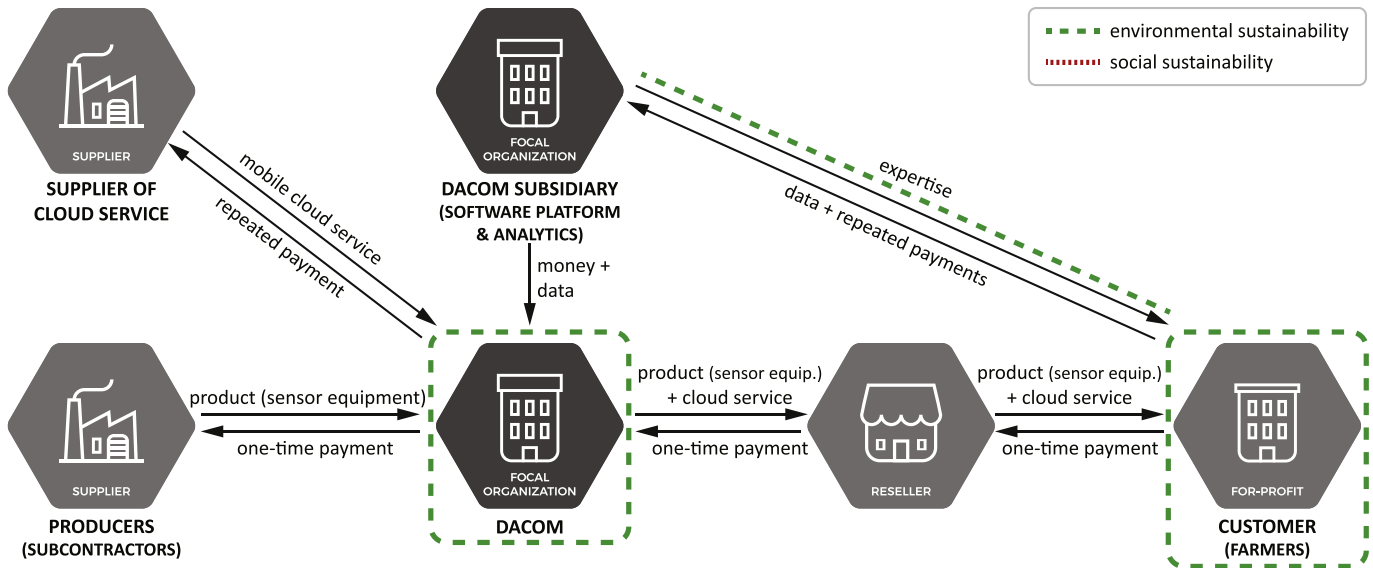 environmental sustainability
social sustainability
SUPPLIER
SUPPLIER OF
CLOUD SERVICE
FOCAL
ORGANIZATION
DACOM SUBSIDIARY
(SOFTWARE PLATFORM
& ANALYTICS)
mobile cloud service
repeated payment
money +
data
expertise
data + repeated payments
SUPPLIER
PRODUCERS
(SUBCONTRACTORS)
product (sensor equipment)
one-time payment
FOCAL
ORGANIZATION
DACOM
product (sensor equip.)
+ cloud service
one-time payment
RESELLER
product (sensor equip.)
+ cloud service
one-time payment
FOR-PROFIT
CUSTOMER
(FARMERS)